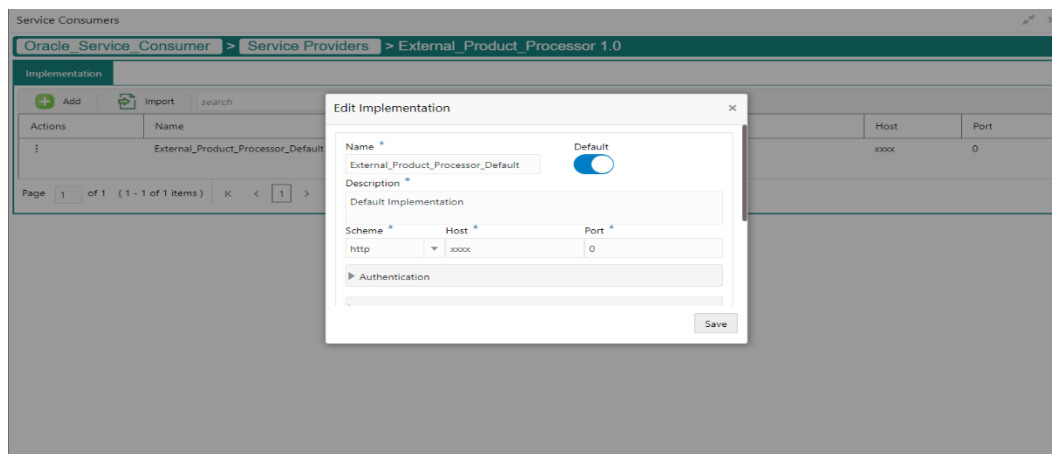 Service Consumers
Oracle_Service_Consumer > Service Providers > External_Product_Processor 1.0
Implementation
Add Import search
Actions Name Host Port
External_Product_Processor_Default xxxx 0
Page 1 of 1 (1 - 1 of 1 items) K < 1 >
Edit Implementation ×
Name * Default
External_Product_Processor_Default
Description *
Default Implementation
Scheme * Host * Port *
http xxxx 0
Authentication
Save